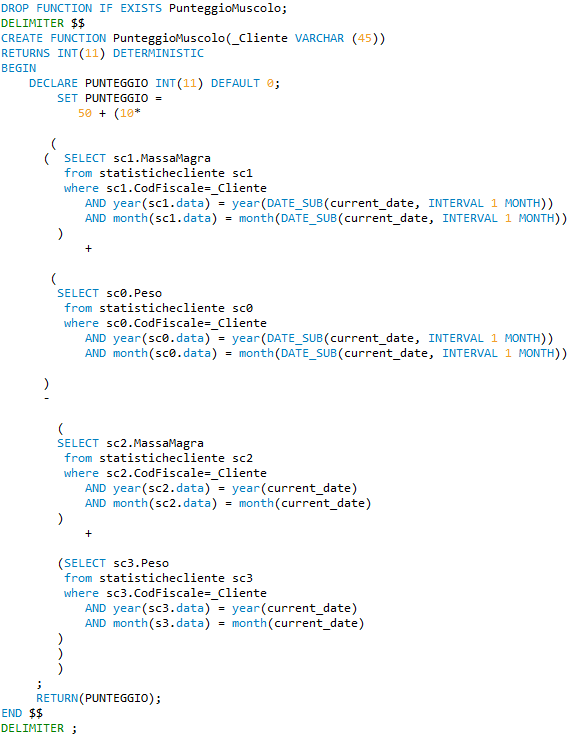 DROP FUNCTION IF EXISTS PunteggioMuscolo;
DELIMITER $$
CREATE FUNCTION PunteggioMuscolo(_Cliente VARCHAR (45))
RETURNS INT(11) DETERMINISTIC
BEGIN
DECLARE PUNTEGGIO INT(11) DEFAULT 0;
SET PUNTEGGIO =
50 + (10*
(
( SELECT sc1.MassaMagra
from statistichecliente sc1
where sc1.CodFiscale=_Cliente
AND year(sc1.data) = year(DATE_SUB(current_date, INTERVAL 1 MONTH))
AND month(sc1.data) = month(DATE_SUB(current_date, INTERVAL 1 MONTH))
)
+
(
SELECT sc0.Peso
from statistichecliente sc0
where sc0.CodFiscale=_Cliente
AND year(sc0.data) = year(DATE_SUB(current_date, INTERVAL 1 MONTH))
AND month(sc0.data) = month(DATE_SUB(current_date, INTERVAL 1 MONTH))
)
-
(
SELECT sc2.MassaMagra
from statistichecliente sc2
where sc2.CodFiscale=_Cliente
AND year(sc2.data) = year(current_date)
AND month(sc2.data) = month(current_date)
)
+
(SELECT sc3.Peso
from statistichecliente sc3
where sc3.CodFiscale=_Cliente
AND year(sc3.data) = year(current_date)
AND month(s3.data) = month(current_date)
)
)
)
;
RETURN(PUNTEGGIO);
END $$
DELIMITER ;